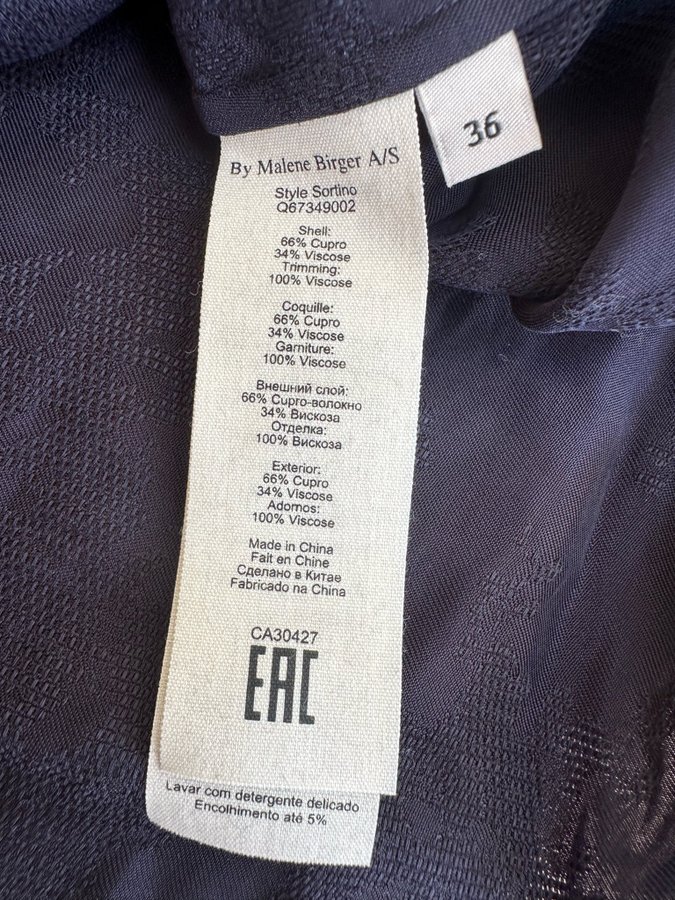 36
By Malene Birger A/S
Style Sortino
Q67349002
Shell:
66% Cupro
34% Viscose
Trimming:
100% Viscose
Coquille:
66% Cupro
34% Viscose
Garniture:
100% Viscose
Внешний слой:
66% Cupro-волокно
34% Вискоза
Отделка:
100% Вискоза
Exterior:
66% Cupro
34% Viscose
Adornos:
100% Viscose
Made in China
Fait en Chine
Сделано в Китае
Fabricado na China
CA30427
EAC
Lavar com detergente delicado
Encolhimento até 5%